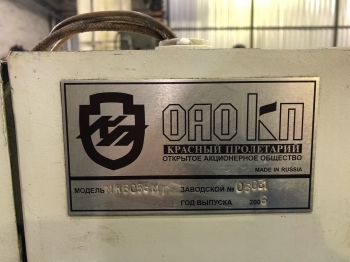 ОАО КП
КРАСНЫЙ ПРОЛЕТАРИЙ
ОТКРЫТОЕ АКЦИОНЕРНОЕ ОБЩЕСТВО
MADE IN RUSSIA
МОДЕЛЬ ЗАВОДСКОЙ №
ГОД ВЫПУСКА